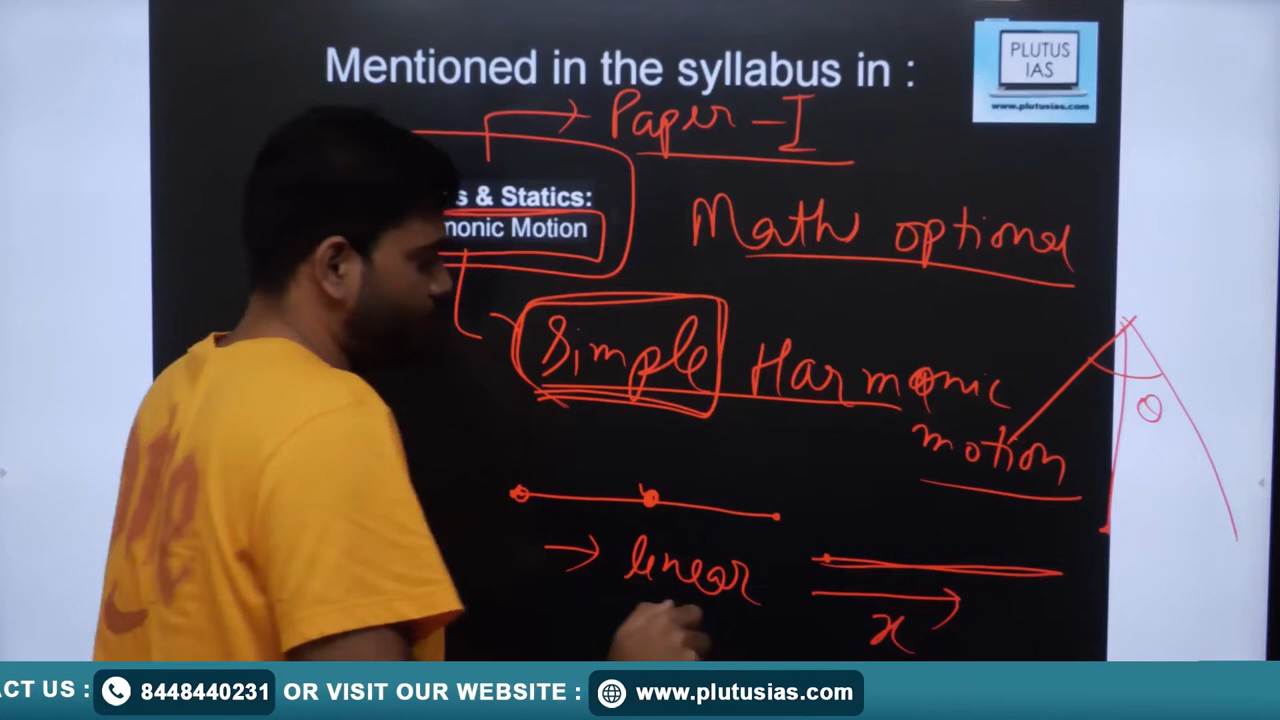 Mentioned in the syllabus in :
PLUTUS
IAS
www.plutusias.com
Paper - I
s & Statics:
monic Motion
Math optional
Simple Harmonic
motion
θ
→ linear
x
ACT US : 8448440231 OR VISIT OUR WEBSITE : www.plutusias.com